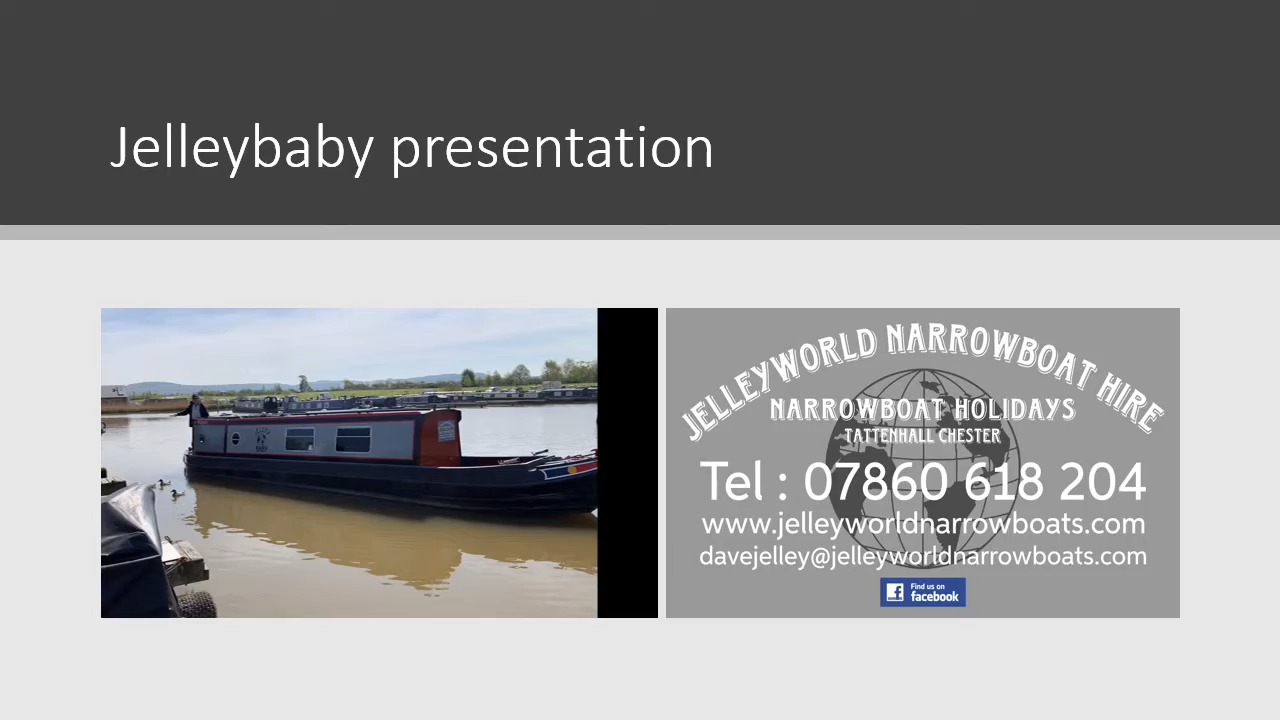 Jelleybaby presentation
JELLEYWORLD NARROWBOAT HIRE
NARROWBOAT HOLIDAYS
TATTENHALL CHESTER
Tel : 07860 618 204
www.jelleyworldnarrowboats.com
davejelley@jelleyworldnarrowboats.com
Find us on
facebook